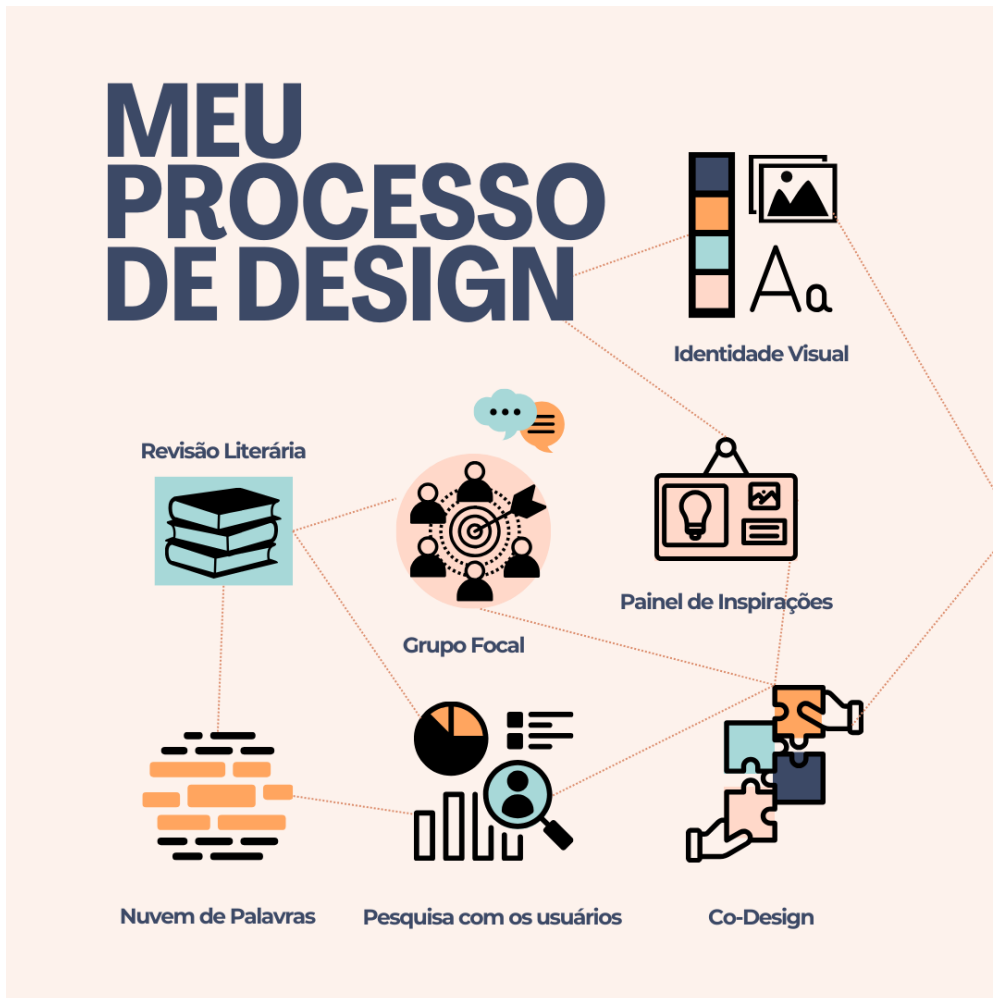 MEU
PROCESSO
DE DESIGN
Aa
Identidade Visual
Revisão Literária
Painel de Inspirações
Grupo Focal
Nuvem de Palavras
Pesquisa com os usuários
Co-Design